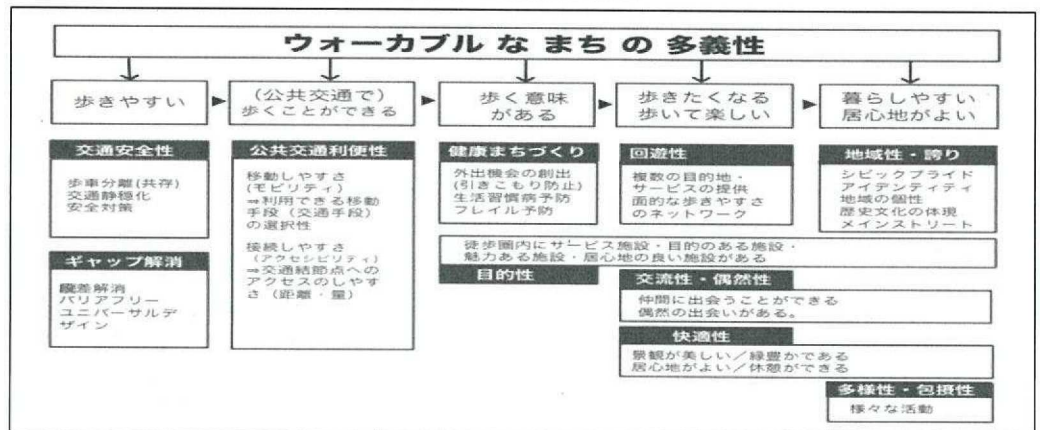 ウォーカブル な まち の 多義性
歩きやすい
(公共交通で)
歩くことができる
歩く意味
がある
歩きたくなる
歩いて楽しい
暮らしやすい
居心地がよい
交通安全性
歩車分離(共存)
交通静穏化
安全対策
ギャップ解消
段差解消
バリアフリー
ユニバーサルデ
ザイン
公共交通利便性
移動しやすさ
(モビリティ)
⇒利用できる移動
手段(交通手段)
の選択性
接続しやすさ
(アクセシビリティ)
⇒交通結節点への
アクセスのしやす
さ(距離・量)
健康まちづくり
外出機会の創出
(引きこもり防止)
生活習慣病予防
フレイル予防
回遊性
複数の目的地・
サービスの提供
面的な歩きやすさ
のネットワーク
地域性・誇り
シビックプライド
アイデンティティ
地域の個性
歴史文化の体現
メインストリート
徒歩圏内にサービス施設・目的のある施設・
魅力ある施設・居心地の良い施設がある
目的性
交流性・偶然性
仲間に出会うことができる
偶然の出会いがある。
快適性
景観が美しい/緑豊かである
居心地がよい/休憩ができる
多様性・包摂性
様々な活動